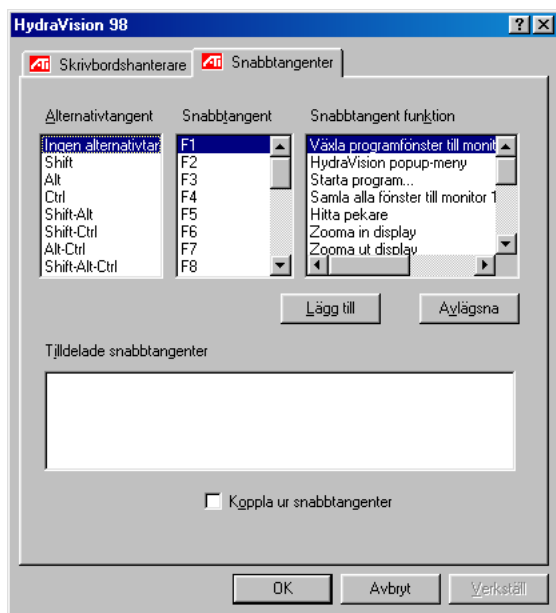 HydraVision 98
ATI Skrivbordshanterare
ATI Snabbtangenter
Alternativtangent
Ingen alternativtar
Shift
Alt
Ctrl
Shift-Alt
Shift-Ctrl
Alt-Ctrl
Shift-Alt-Ctrl
Snabbtangent
F1
F2
F3
F4
F5
F6
F7
F8
Snabbtangent funktion
Växla programfönster till monit
HydraVision popup-meny
Starta program...
Samla alla fönster till monitor 1
Hitta pekare
Zooma in display
Zooma ut display
Lägg till
Avlägsna
Tilldelade snabbtangenter
Koppla ur snabbtangenter
OK
Avbryt
Verkställ